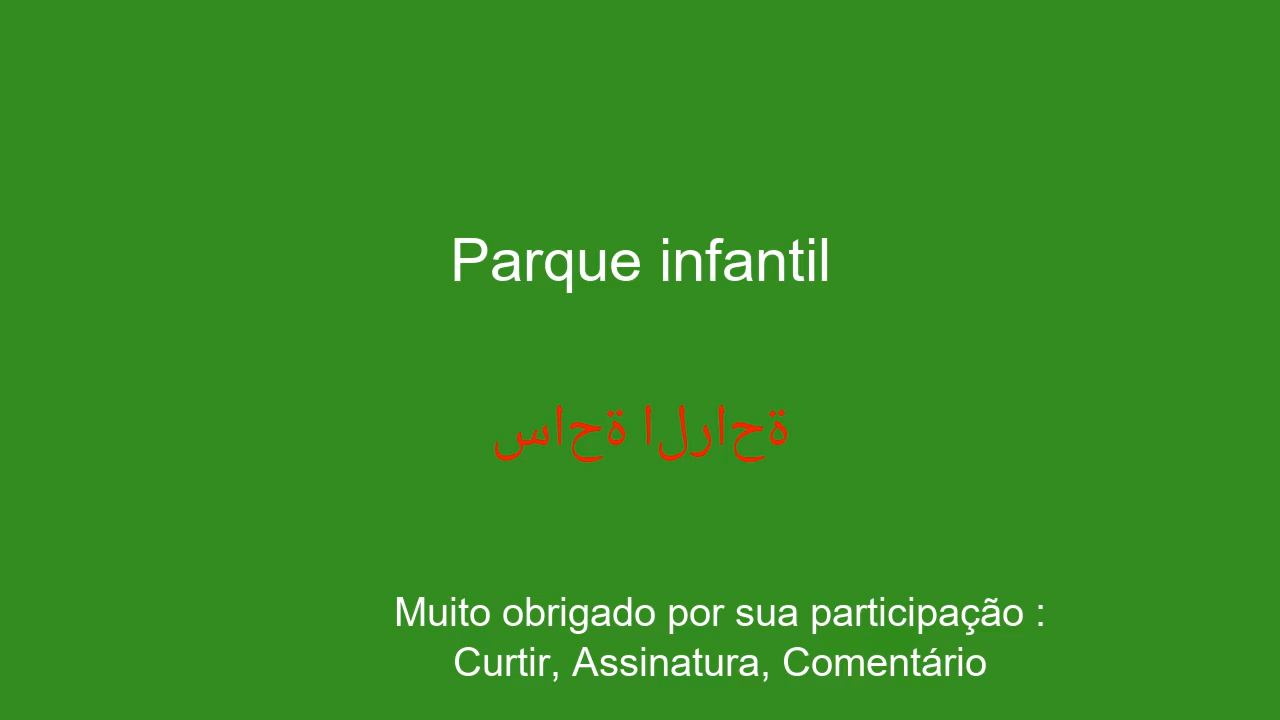 Parque infantil
ساحة الراحة
Muito obrigado por sua participação :
Curtir, Assinatura, Comentário